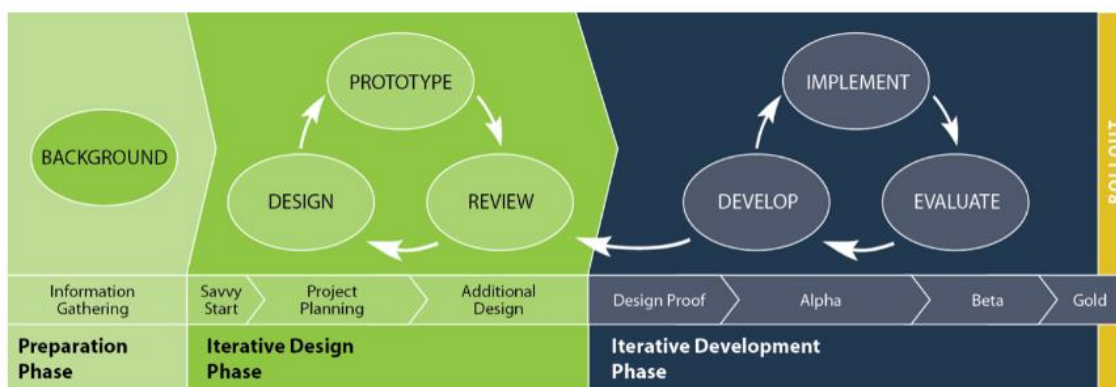 PROTOTYPE
IMPLEMENT
BACKGROUND
DESIGN
REVIEW
DEVELOP
EVALUATE
ROLLOUT
Information
Gathering
Savvy
Start
Project
Planning
Additional
Design
Design Proof
Alpha
Beta
Gold
Preparation
Phase
Iterative Design
Phase
Iterative Development
Phase